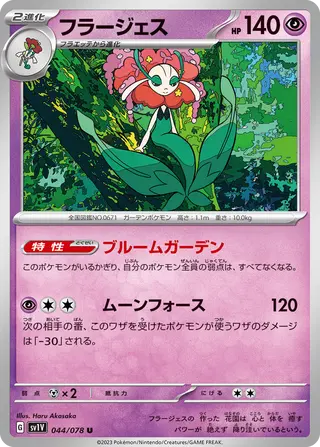 2進化
フラージェス
HP 140
フラエッテから進化
全国図鑑NO.0671 ガーデンポケモン 高さ：1.1m 重さ：10.0kg
特性 とくせい ブルームガーデン
このポケモンがいるかぎり、自分のポケモン全員の弱点は、すべてなくなる。
ムーンフォース 120
次の相手の番、このワザを受けたポケモンが使うワザのダメージ
は「-30」される。
弱点 ×2 抵抗力 にげる
Illus. Haru Akasaka
G sv1V 044/078 U
フラージェスの 作った 花園は 心と 体を 癒す
パワーが 絶えず 降り 注いでいる。
©2023 Pokémon/Nintendo/Creatures/GAME FREAK.